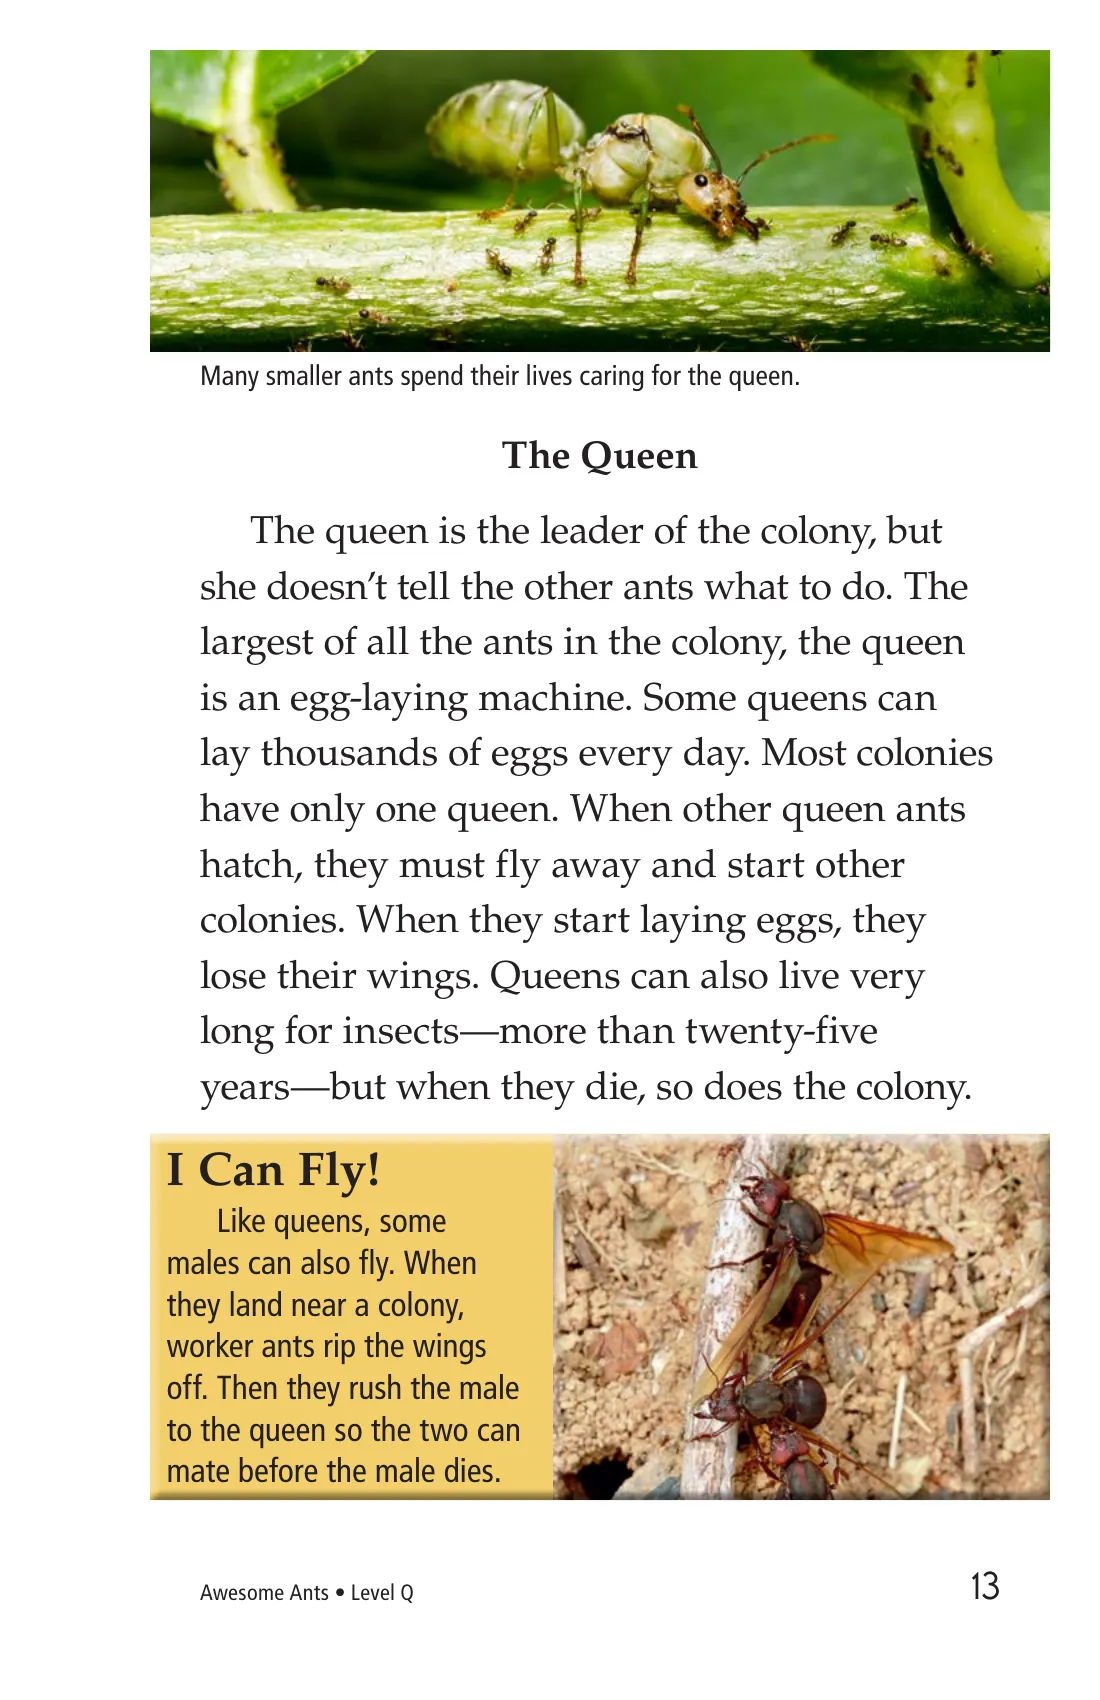 Many smaller ants spend their lives caring for the queen.
The Queen
The queen is the leader of the colony, but
she doesn’t tell the other ants what to do. The
largest of all the ants in the colony, the queen
is an egg-laying machine. Some queens can
lay thousands of eggs every day. Most colonies
have only one queen. When other queen ants
hatch, they must fly away and start other
colonies. When they start laying eggs, they
lose their wings. Queens can also live very
long for insects—more than twenty-five
years—but when they die, so does the colony.
I Can Fly!
Like queens, some
males can also fly. When
they land near a colony,
worker ants rip the wings
off. Then they rush the male
to the queen so the two can
mate before the male dies.
Awesome Ants • Level Q
13